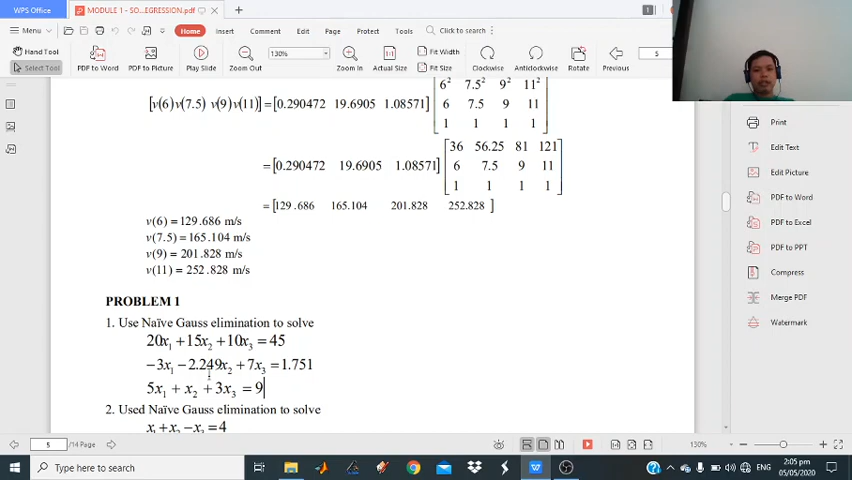 WPS Office MODULE 1 - SO...EGRESSION.pdf
Menu Home Insert Comment Edit Page Protect Tools Click to search
Hand Tool
Select Tool
130%
PDF to Word PDF to Picture Play Slide Zoom Out Zoom In Actual Size Fit Width Fit Page Clockwise Anticlockwise Rotate Previous 5
6² 7.5² 9² 11²
[v(6) v(7.5) v(9) v(11)] = [0.290472 19.6905 1.08571] 6 7.5 9 11
1 1 1 1
36 56.25 81 121
= [0.290472 19.6905 1.08571] 6 7.5 9 11
1 1 1 1
= [129.686 165.104 201.828 252.828 ]
v(6) = 129.686 m/s
v(7.5) = 165.104 m/s
v(9) = 201.828 m/s
v(11) = 252.828 m/s
PROBLEM 1
1. Use Naïve Gauss elimination to solve
20x₁ + 15x₂ + 10x₃ = 45
−3x₁ − 2.249x₂ + 7x₃ = 1.751
5x₁ + x₂ + 3x₃ = 9
2. Used Naïve Gauss elimination to solve
x₁ + x₂ − x₃ = 4
Print
Edit Text
Edit Picture
PDF to Word
PDF to Excel
PDF to PPT
Compress
Merge PDF
Watermark
5 /14 Page 130%
Type here to search
ENG
2:05 pm
05/05/2020